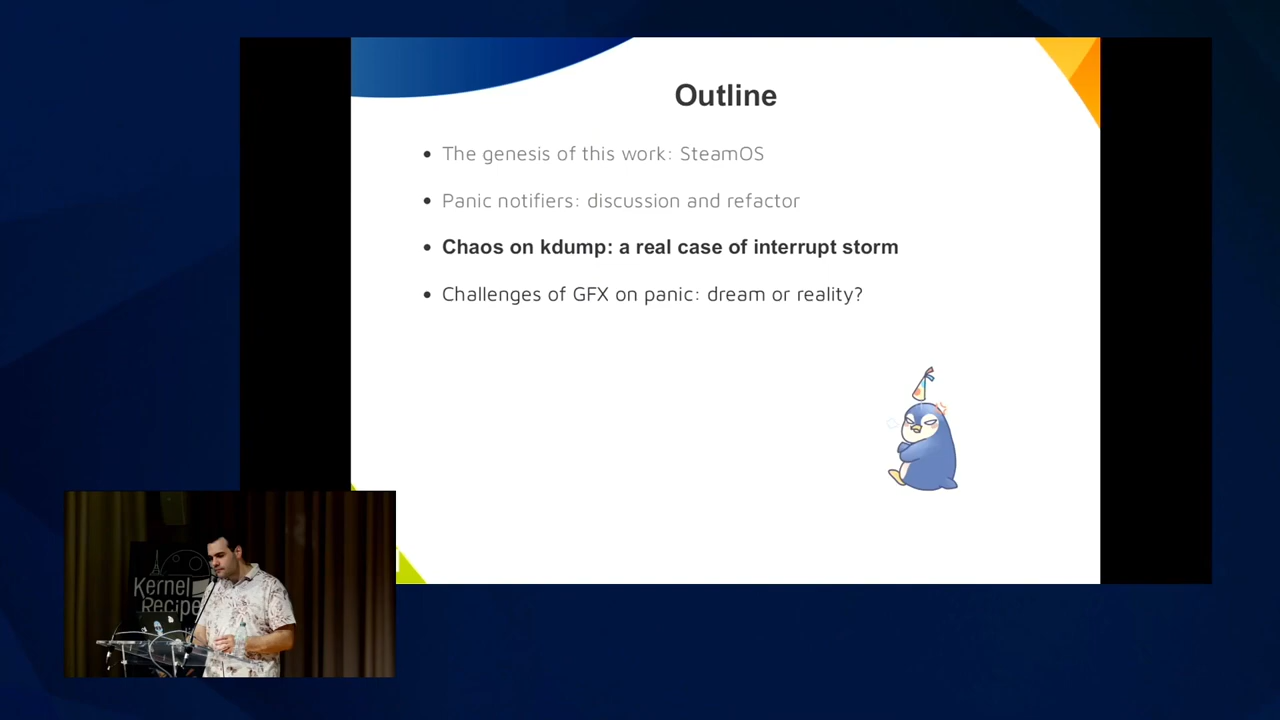 Outline
The genesis of this work: SteamOS
Panic notifiers: discussion and refactor
Chaos on kdump: a real case of interrupt storm
Challenges of GFX on panic: dream or reality?
Kernel
Recipe